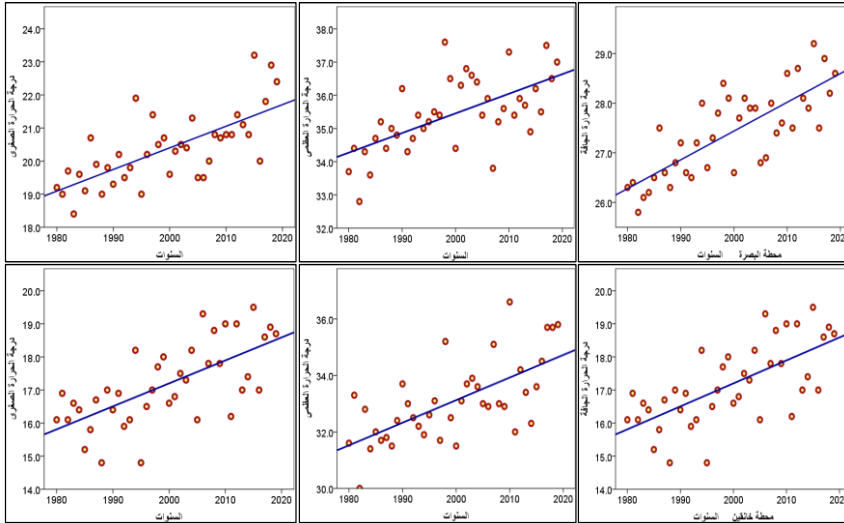 درجة الحرارة الصغرى
24.0
23.0
22.0
21.0
20.0
19.0
18.0
1980 1990 2000 2010 2020
السنوات
درجة الحرارة العظمى
38.0
37.0
36.0
35.0
34.0
33.0
32.0
1980 1990 2000 2010 2020
السنوات
درجة الحرارة الجافة
29.0
28.0
27.0
26.0
1980 1990 2000 2010 2020
السنوات محطة البصرة
درجة الحرارة الصغرى
20.0
19.0
18.0
17.0
16.0
15.0
14.0
1980 1990 2000 2010 2020
السنوات
درجة الحرارة العظمى
36.0
34.0
32.0
30.0
1980 1990 2000 2010 2020
السنوات
درجة الحرارة الجافة
20.0
19.0
18.0
17.0
16.0
15.0
14.0
1980 1990 2000 2010 2020
السنوات محطة خانقين